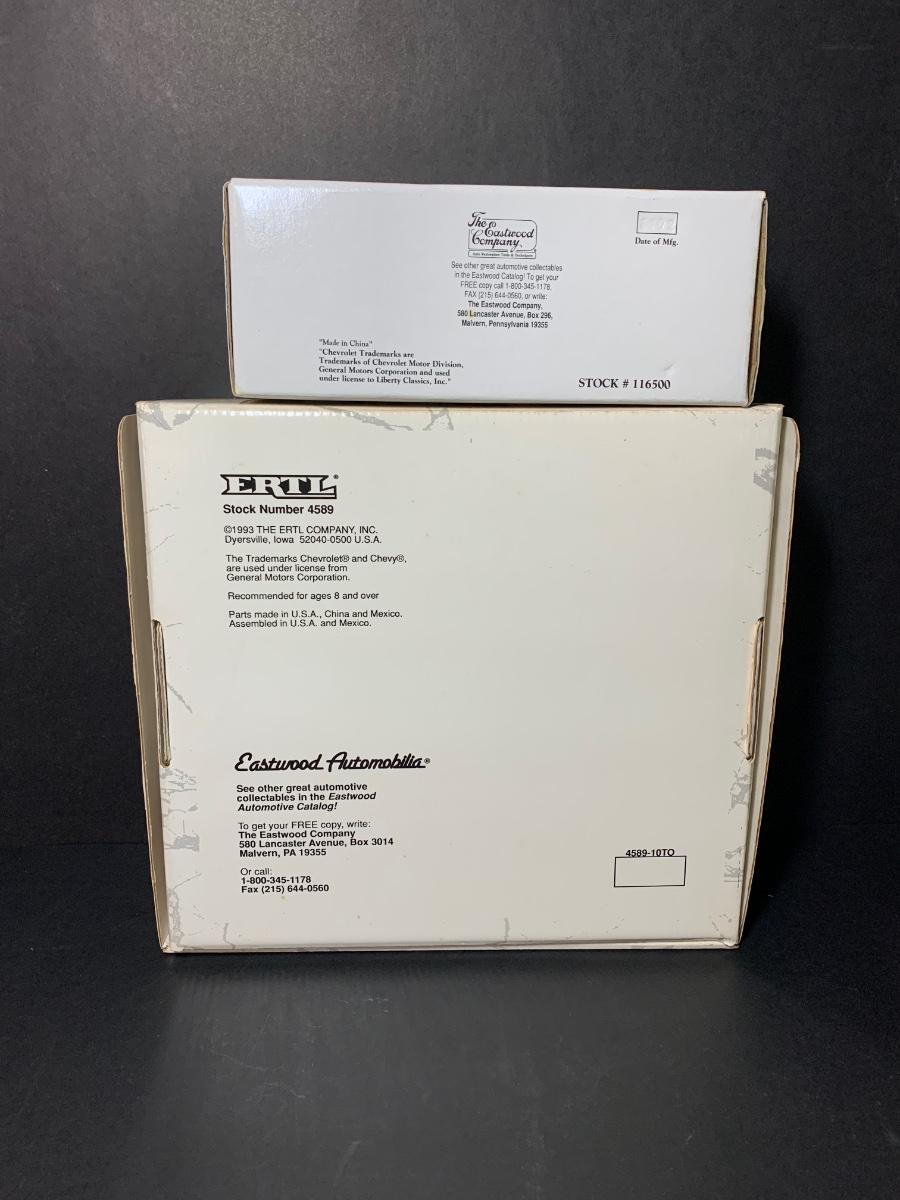 The
Eastwood
Company
See other great automotive collectables
in the Eastwood Catalog! To get your
FREE copy call 1-800-345-1178,
FAX (215) 644-0560, or write:
The Eastwood Company,
580 Lancaster Avenue, Box 296,
Malvern, Pennsylvania 19355
Date of Mfg.
"Made in China"
"Chevrolet Trademarks are
Trademarks of Chevrolet Motor Division,
General Motors Corporation and used
under license to Liberty Classics, Inc."
STOCK # 116500
ERTL®
Stock Number 4589
©1993 THE ERTL COMPANY, INC.
Dyersville, Iowa 52040-0500 U.S.A.
The Trademarks Chevrolet® and Chevy®,
are used under license from
General Motors Corporation.
Recommended for ages 8 and over
Parts made in U.S.A., China and Mexico.
Assembled in U.S.A. and Mexico.
Eastwood Automobilia®
See other great automotive
collectables in the Eastwood
Automotive Catalog!
To get your FREE copy, write:
The Eastwood Company
580 Lancaster Avenue, Box 3014
Malvern, PA 19355
Or call:
1-800-345-1178
Fax (215) 644-0560
4589-10TO